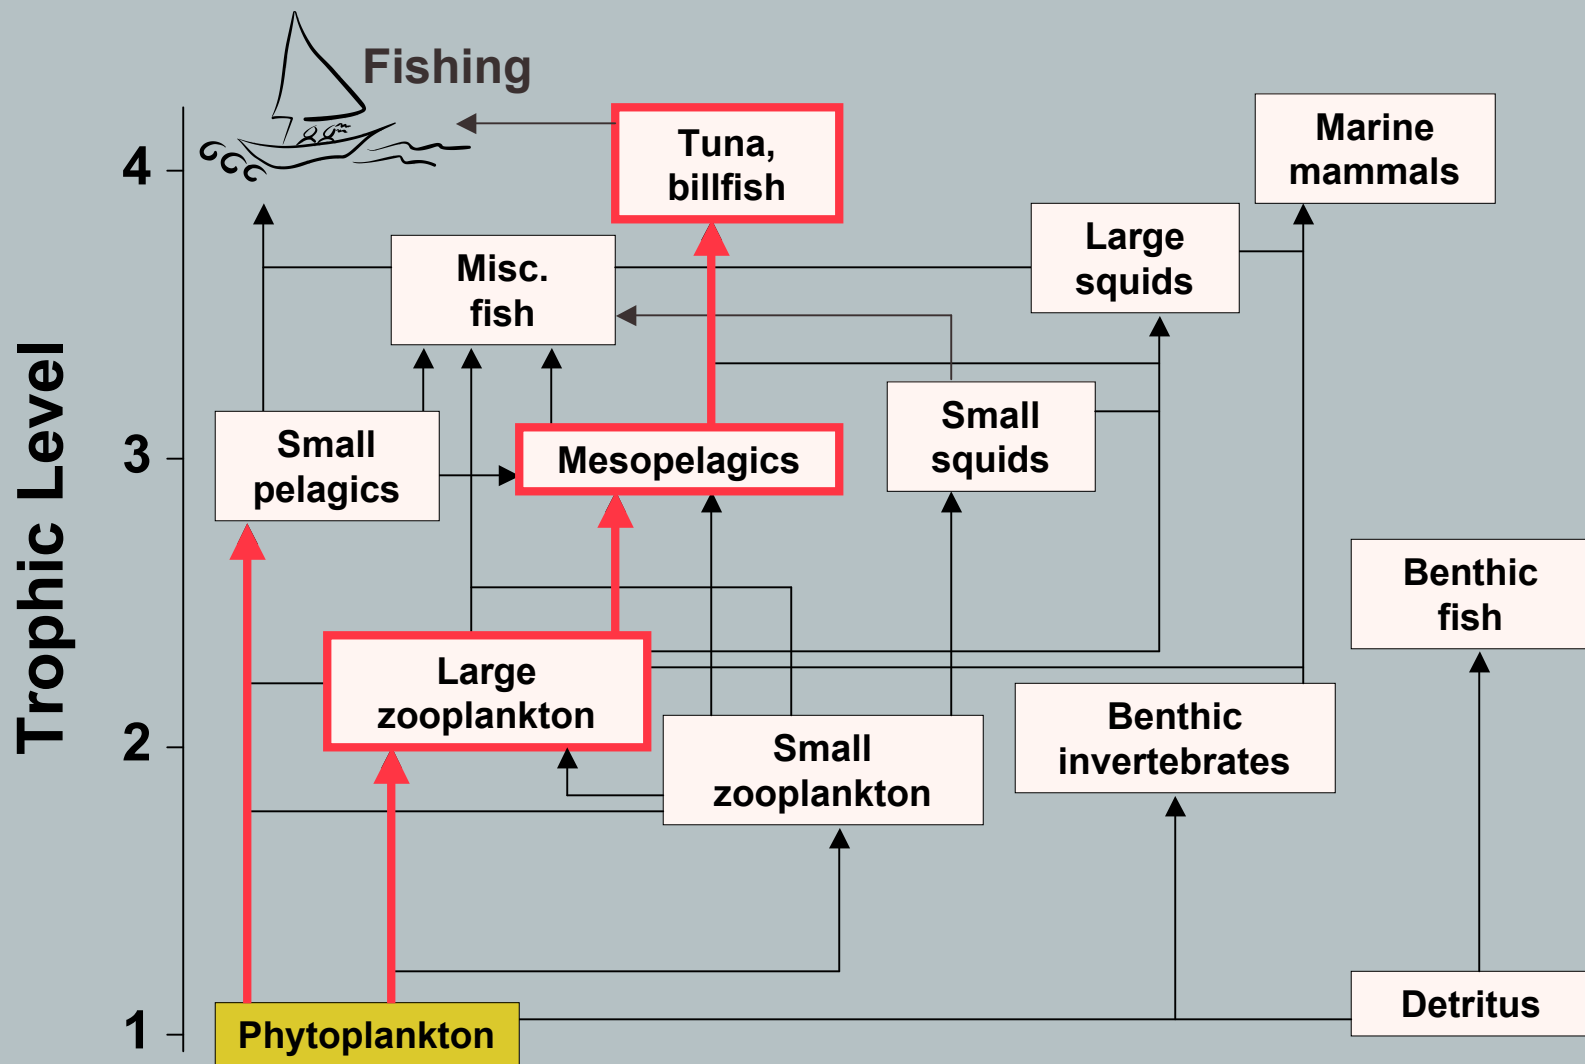 Fishing
Tuna,
billfish
Marine
mammals
4
Large
squids
Misc.
fish
Trophic Level
Small
pelagics
3
Mesopelagics
Small
squids
Benthic
fish
Large
zooplankton
2
Small
zooplankton
Benthic
invertebrates
Detritus
1
Phytoplankton